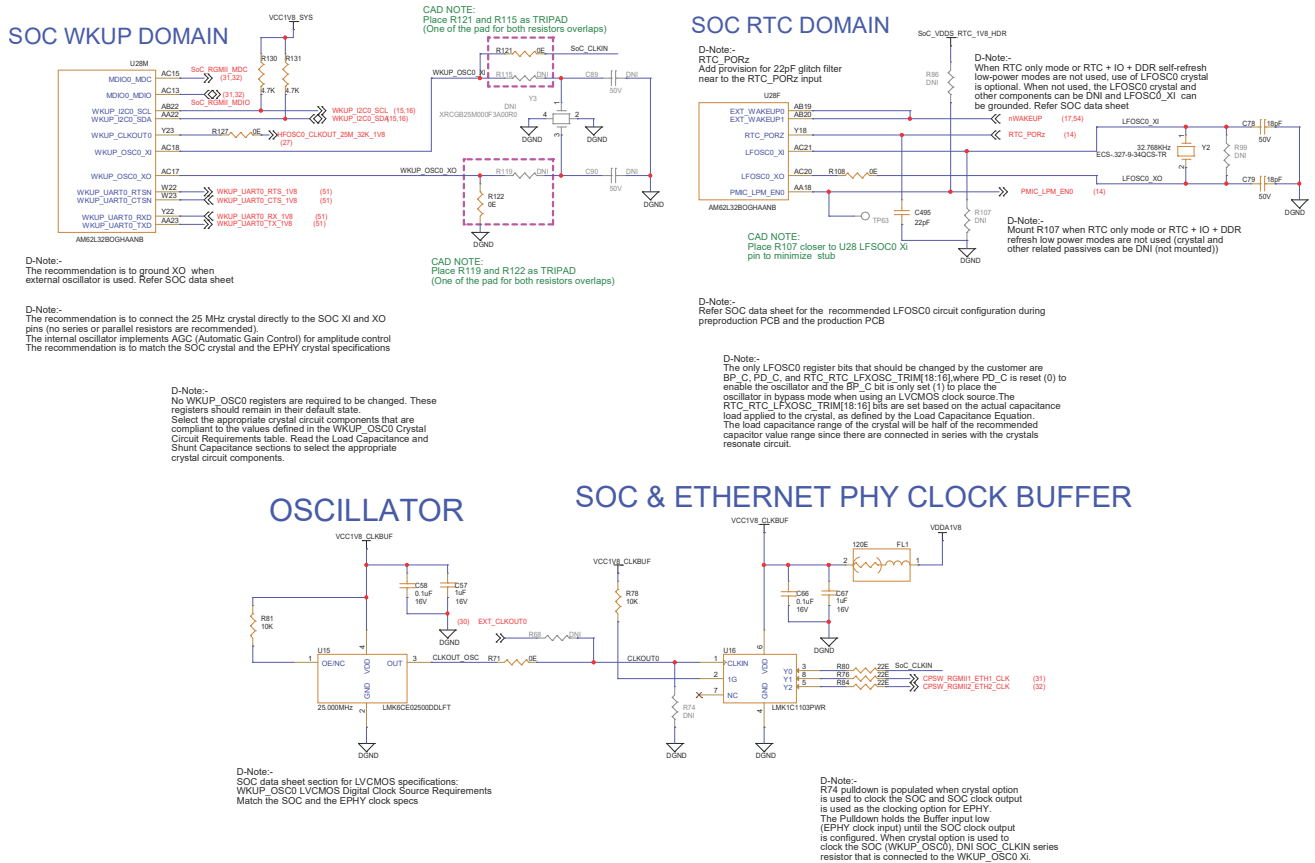 SOC WKUP DOMAIN
VCC1V8_SYS
CAD NOTE:
Place R121 and R115 as TRIPAD
(One of the pad for both resistors overlaps)
U28M
MDIO0_MDC
AC15
SoC_RGMII_MDC
(31,32)
MDIO0_MDIO
AC13
(31,32)
SoC_RGMII_MDIO
WKUP_I2C0_SCL
AB22
WKUP_I2C0_SCL (15,16)
WKUP_I2C0_SDA
AA22
WKUP_I2C0_SDA(15,16)
R130
R131
4.7K
4.7K
WKUP_CLKOUT0
Y23
R127
0E
HFOSC0_CLKOUT_25M_32K_1V8
(27)
WKUP_OSC0_XI
AC18
WKUP_OSC0_XO
AC17
WKUP_UART0_RTSN
W22
WKUP_UART0_RTS_1V8 (51)
WKUP_UART0_CTSN
W23
WKUP_UART0_CTS_1V8 (51)
WKUP_UART0_RXD
Y22
WKUP_UART0_RX_1V8 (51)
WKUP_UART0_TXD
AA23
WKUP_UART0_TX_1V8 (51)
AM62L32BOGHAANB
R121
0E
SoC_CLKIN
WKUP_OSC0_XI
R115
DNI
C89
DNI
50V
Y3
DNI
XRCGB25M000F3A00R0
1
4
2
3
DGND
DGND
WKUP_OSC0_XO
R119
DNI
C90
DNI
50V
R122
0E
DGND
DGND
CAD NOTE:
Place R119 and R122 as TRIPAD
(One of the pad for both resistors overlaps)
D-Note:-
The recommendation is to ground XO when
external oscillator is used. Refer SOC data sheet
D-Note:-
The recommendation is to connect the 25 MHz crystal directly to the SOC XI and XO
pins (no series or parallel resistors are recommended).
The internal oscillator implements AGC (Automatic Gain Control) for amplitude control
The recommendation is to match the SOC crystal and the EPHY crystal specifications
D-Note:-
No WKUP_OSC0 registers are required to be changed. These
registers should remain in their default state.
Select the appropriate crystal circuit components that are
compliant to the values defined in the WKUP_OSC0 Crystal
Circuit Requirements table. Read the Load Capacitance and
Shunt Capacitance sections to select the appropriate
crystal circuit components.
SOC RTC DOMAIN
SoC_VDDS_RTC_1V8_HDR
D-Note:-
RTC_PORz
Add provision for 22pF glitch filter
near to the RTC_PORz input
D-Note:-
When RTC only mode or RTC + IO + DDR self-refresh
low-power modes are not used, use of LFOSC0 crystal
is optional. When not used, the LFOSC0 crystal and
other components can be DNI and LFOSC0_XI can
be grounded. Refer SOC data sheet
R86
DNI
U28F
EXT_WAKEUP0
AB19
EXT_WAKEUP1
AB20
nWAKEUP (17,54)
RTC_PORZ
Y18
RTC_PORz (14)
LFOSC0_XI
AC21
LFOSC0_XO
AC20
R108
0E
PMIC_LPM_EN0
AA18
PMIC_LPM_EN0 (14)
AM62L32BOGHAANB
LFOSC0_XI
C78
18pF
50V
32.768KHz
ECS-.327-9-34QCS-TR
Y2
1
2
R99
DNI
LFOSC0_XO
C79
18pF
50V
DGND
TP63
C495
22pF
R107
DNI
DGND
CAD NOTE:
Place R107 closer to U28 LFSOC0 Xi
pin to minimize stub
D-Note:-
Mount R107 when RTC only mode or RTC + IO + DDR
refresh low power modes are not used (crystal and
other related passives can be DNI (not mounted))
D-Note:-
Refer SOC data sheet for the recommended LFOSC0 circuit configuration during
preproduction PCB and the production PCB
D-Note:-
The only LFOSC0 register bits that should be changed by the customer are
BP_C, PD_C, and RTC_RTC_LFXOSC_TRIM[18:16],where PD_C is reset (0) to
enable the oscillator and the BP_C bit is only set (1) to place the
oscillator in bypass mode when using an LVCMOS clock source.The
RTC_RTC_LFXOSC_TRIM[18:16] bits are set based on the actual capacitance
load applied to the crystal, as defined by the Load Capacitance Equation.
The load capacitance range of the crystal will be half of the recommended
capacitor value range since there are connected in series with the crystals
resonate circuit.
OSCILLATOR
VCC1V8_CLKBUF
C58
0.1uF
16V
C57
1uF
10V
DGND
R81
10K
U15
1
OE/NC
VDD
4
OUT
3
GND
2
25.000MHz
LMK6CE02500DDLFT
DGND
CLKOUT_OSC
R71
0E
(30) EXT_CLKOUT0
R68
DNI
D-Note:-
SOC data sheet section for LVCMOS specifications:
WKUP_OSC0 LVCMOS Digital Clock Source Requirements
Match the SOC and the EPHY clock specs
SOC & ETHERNET PHY CLOCK BUFFER
VCC1V8_CLKBUF
VCC1V8_CLKBUF
VDDA1V8
120E
FL1
2
1
R78
10K
C66
0.1uF
16V
C67
1uF
16V
DGND
CLKOUT0
R74
DNI
DGND
U16
1
CLKIN
2
1G
7
NC
VDD
6
GND
4
Y0
3
R80
22E
SoC_CLKIN
Y1
8
R76
22E
CPSW_RGMII1_ETH1_CLK (31)
Y2
5
R84
22E
CPSW_RGMII2_ETH2_CLK (32)
LMK1C1103PWR
DGND
D-Note:-
R74 pulldown is populated when crystal option
is used to clock the SOC and SOC clock output
is used as the clocking option for EPHY.
The Pulldown holds the Buffer input low
(EPHY clock input) until the SOC clock output
is configured. When crystal option is used to
clock the SOC (WKUP_OSC0), DNI SOC_CLKIN series
resistor that is connected to the WKUP_OSC0 Xi.